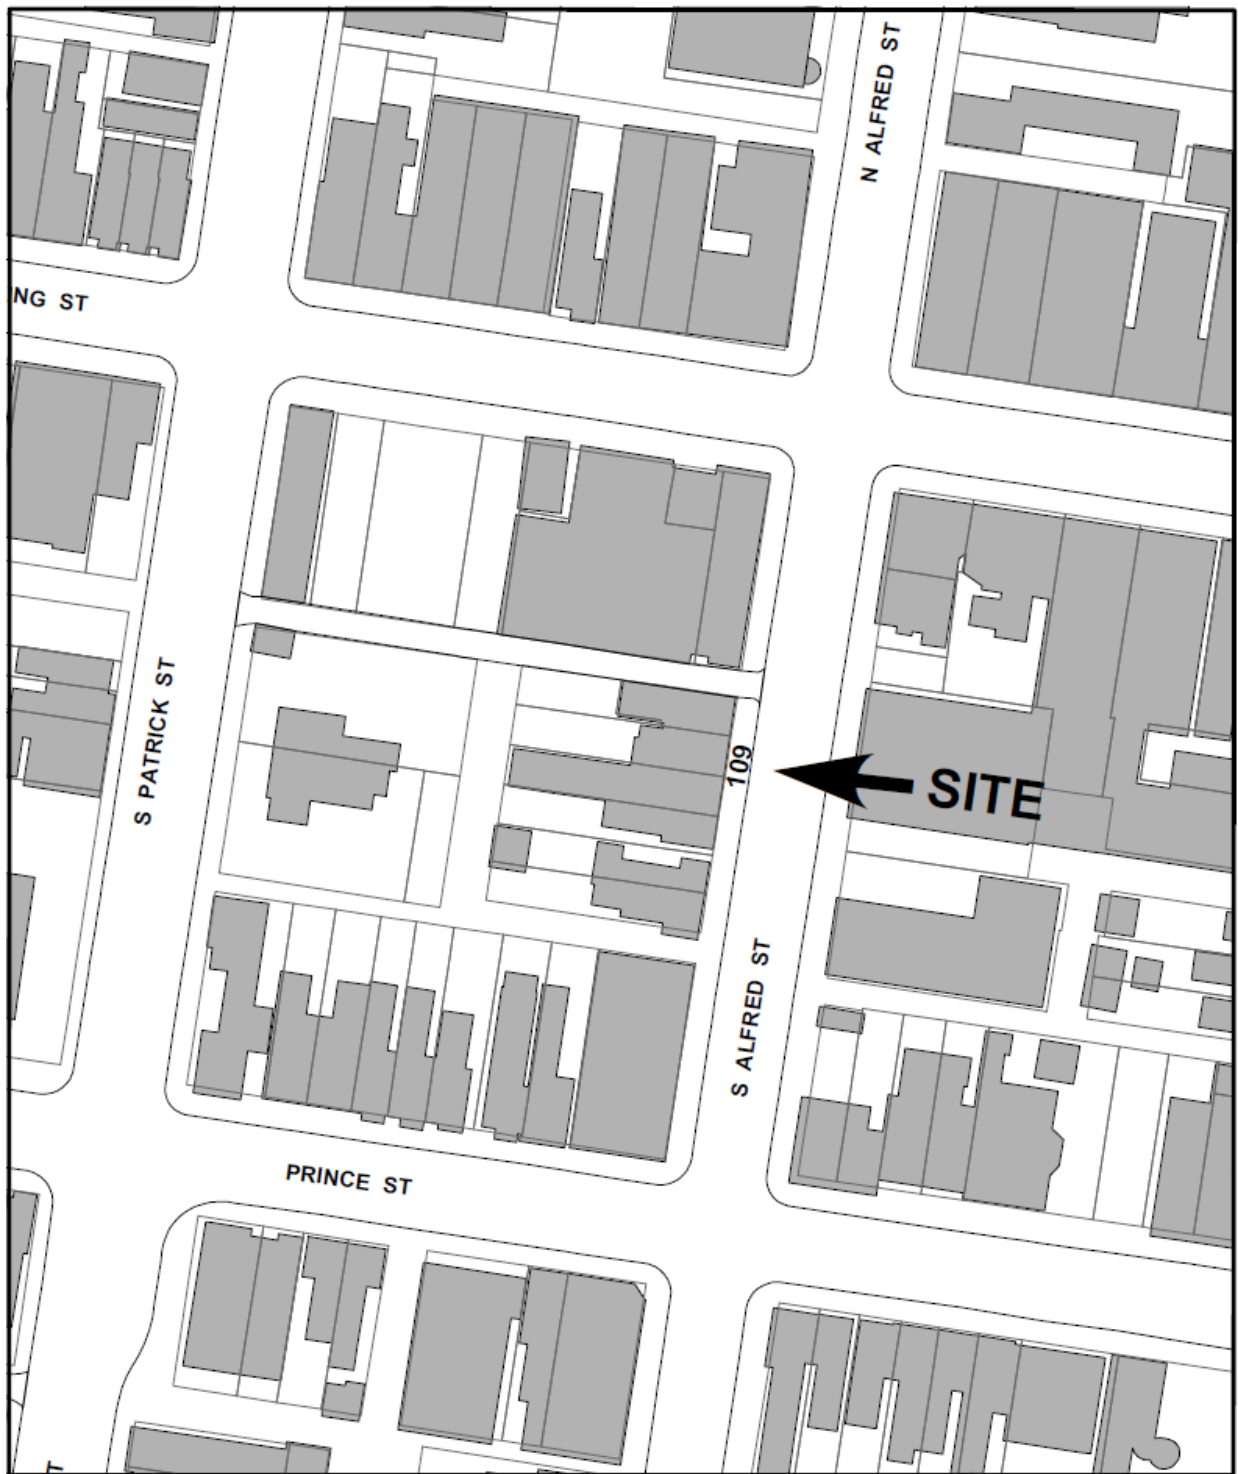 N ALFRED ST
NG ST
S PATRICK ST
109
SITE
S ALFRED ST
PRINCE ST
T